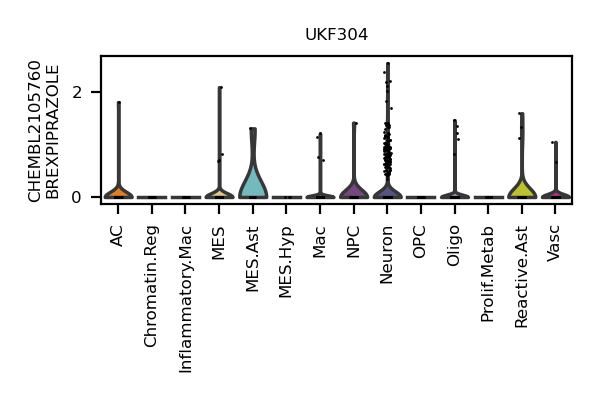 UKF304
CHEMBL2105760
BREXPIPRAZOLE
2
0
AC
Chromatin.Reg
Inflammatory.Mac
MES
MES.Ast
MES.Hyp
Mac
NPC
Neuron
OPC
Oligo
Prolif.Metab
Reactive.Ast
Vasc